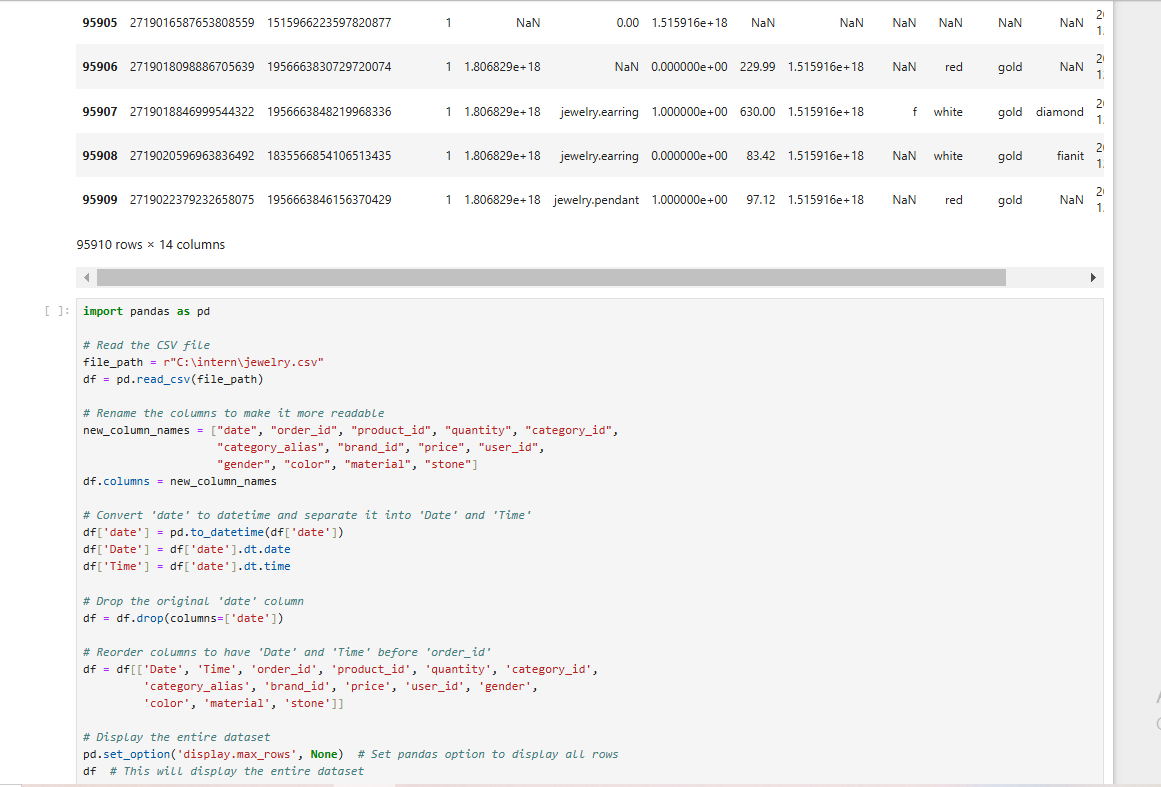 95905 2719016587653808559 1515966223597820877 1 NaN 0.00 1.515916e+18 NaN NaN NaN NaN NaN NaN
95906 2719018098886705639 1956663830729720074 1 1.806829e+18 NaN 0.000000e+00 229.99 1.515916e+18 NaN red gold NaN
95907 2719018846999544322 1956663848219968336 1 1.806829e+18 jewelry.earring 1.000000e+00 630.00 1.515916e+18 f white gold diamond
95908 2719020596963836492 1835566854106513435 1 1.806829e+18 jewelry.earring 0.000000e+00 83.42 1.515916e+18 NaN white gold fianit
95909 2719022379232658075 1956663846156370429 1 1.806829e+18 jewelry.pendant 1.000000e+00 97.12 1.515916e+18 NaN red gold NaN
95910 rows × 14 columns
[ ]: import pandas as pd
# Read the CSV file
file_path = r"C:\intern\jewelry.csv"
df = pd.read_csv(file_path)
# Rename the columns to make it more readable
new_column_names = ["date", "order_id", "product_id", "quantity", "category_id",
"category_alias", "brand_id", "price", "user_id",
"gender", "color", "material", "stone"]
df.columns = new_column_names
# Convert 'date' to datetime and separate it into 'Date' and 'Time'
df['date'] = pd.to_datetime(df['date'])
df['Date'] = df['date'].dt.date
df['Time'] = df['date'].dt.time
# Drop the original 'date' column
df = df.drop(columns=['date'])
# Reorder columns to have 'Date' and 'Time' before 'order_id'
df = df[['Date', 'Time', 'order_id', 'product_id', 'quantity', 'category_id',
'category_alias', 'brand_id', 'price', 'user_id', 'gender',
'color', 'material', 'stone']]
# Display the entire dataset
pd.set_option('display.max_rows', None)  # Set pandas option to display all rows
df  # This will display the entire dataset